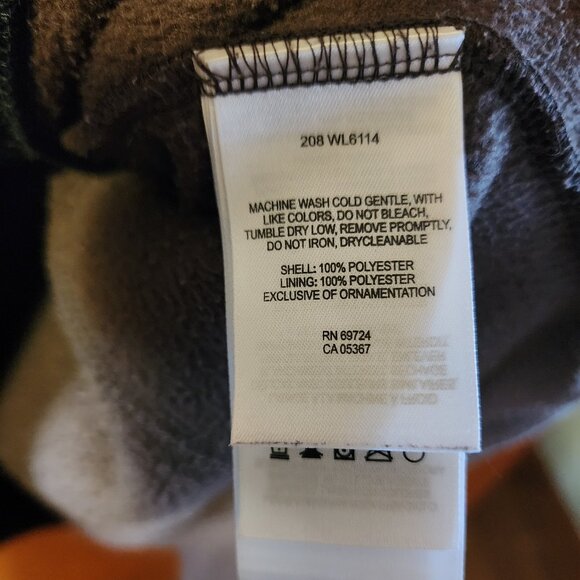 208 WL6114
MACHINE WASH COLD GENTLE, WITH
LIKE COLORS, DO NOT BLEACH,
TUMBLE DRY LOW, REMOVE PROMPTLY,
DO NOT IRON, DRYCLEANABLE
SHELL: 100% POLYESTER
LINING: 100% POLYESTER
EXCLUSIVE OF ORNAMENTATION
RN 69724
CA 05367